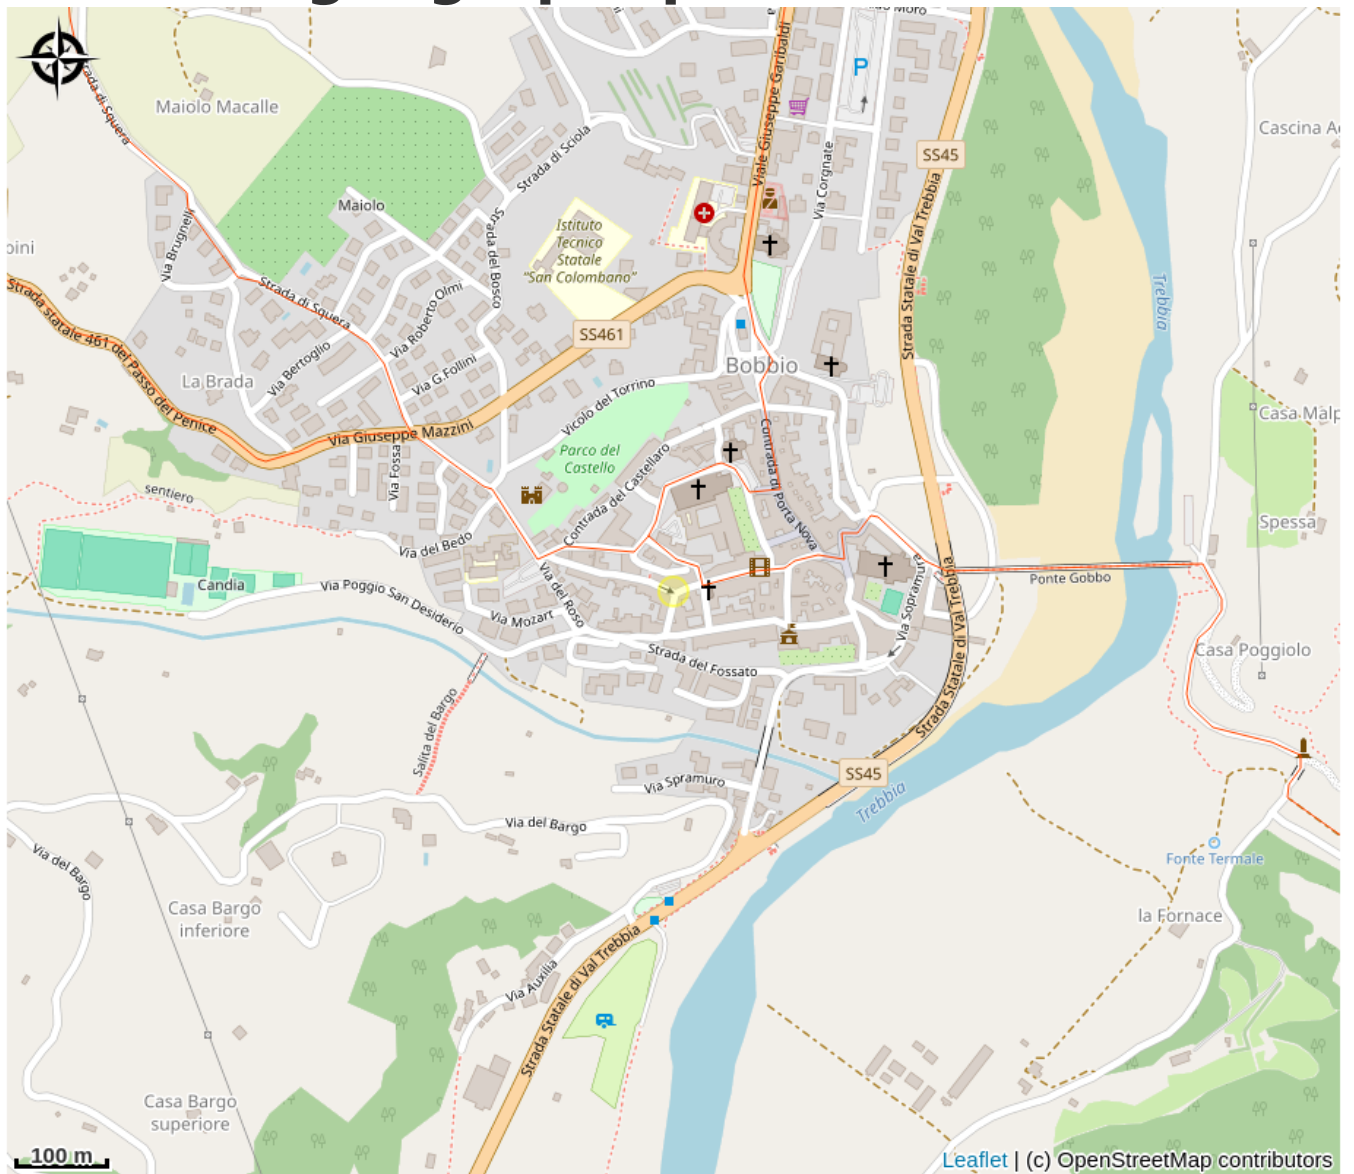 Strada di Squera
Maiolo Macalle
Viale Giuseppe Garibaldi
P
Moro
SS45
Cascina
Strada di Sciola
Via Corgnate
Maiolo
Via Brugnelli
Strada del Bosco
Istituto
Tecnico
Statale
"San Colombano"
Strada Statale di Val Trebbia
Trebbia
Strada di Squera
Via Roberto Olmi
SS461
Strada statale 461 del Passo del Penice
Via Bertoglio
Via G.Follini
La Brada
Bobbio
Vicolo del Torrino
Via Giuseppe Mazzini
Casa
Contrada di Porta Nova
Parco del
Castello
Via Fossa
Contrada del Castellaro
sentiero
Spessa
Via del Bedo
Candia
Via Poggio San Desiderio
Via del Roso
Via Mozart
Via Sopramura
Ponte Gobbo
Strada Statale di Val Trebbia
Casa Poggiolo
Strada del Fossato
Strada Statale di Val Trebbia
Salita del Bargo
SS45
Via Spramuro
Trebbia
Via del Bargo
Via del Bargo
Fonte Termale
Casa Bargo
inferiore
la Fornace
Via Auxilia
Strada Statale di Val Trebbia
Casa Bargo
superiore
100 m
Leaflet | (c) OpenStreetMap contributors